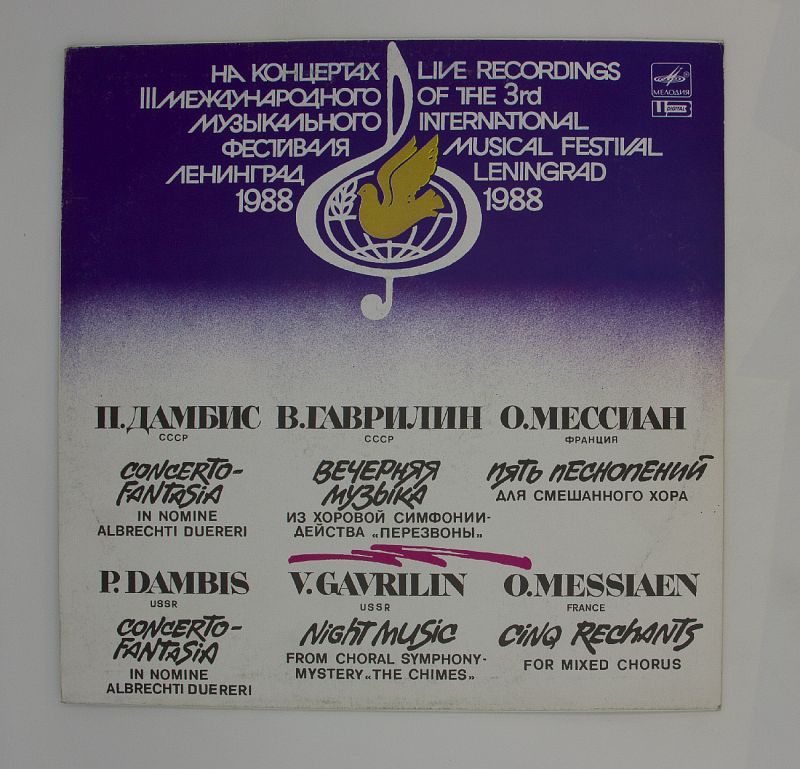 НА КОНЦЕРТАХ
III МЕЖДУНАРОДНОГО
МУЗЫКАЛЬНОГО
ФЕСТИВАЛЯ
ЛЕНИНГРАД
1988
LIVE RECORDINGS
OF THE 3rd
INTERNATIONAL
MUSICAL FESTIVAL
LENINGRAD
1988
МЕЛОДИЯ
DIGITAL
П.ДАМБИС
СССР
CONCERTO-
FANTASIA
IN NOMINE
ALBRECHTI DUERERI
В.ГАВРИЛИН
СССР
ВЕЧЕРНЯЯ
МУЗЫКА
ИЗ ХОРОВОЙ СИМФОНИИ-
ДЕЙСТВА «ПЕРЕЗВОНЫ»
О.МЕССИАН
ФРАНЦИЯ
ПЯТЬ ПЕСНОПЕНИЙ
ДЛЯ СМЕШАННОГО ХОРА
P.DAMBIS
USSR
CONCERTO-
FANTASIA
IN NOMINE
ALBRECHTI DUERERI
V.GAVRILIN
USSR
NIGHT MUSIC
FROM CHORAL SYMPHONY-
MYSTERY «THE CHIMES»
O.MESSIAEN
FRANCE
CINQ RECHANTS
FOR MIXED CHORUS